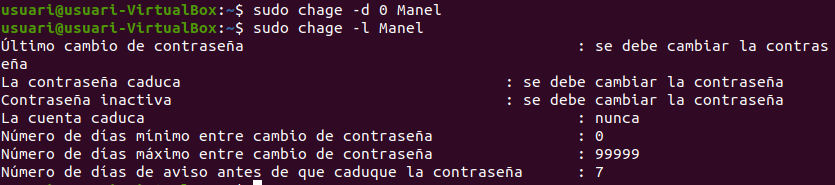 usuari@usuari-VirtualBox:~$ sudo chage -d 0 Manel
usuari@usuari-VirtualBox:~$ sudo chage -l Manel
Último cambio de contraseña : se debe cambiar la contras
eña
La contraseña caduca : se debe cambiar la contraseña
Contraseña inactiva : se debe cambiar la contraseña
La cuenta caduca : nunca
Número de días mínimo entre cambio de contraseña : 0
Número de días máximo entre cambio de contraseña : 99999
Número de días de aviso antes de que caduque la contraseña : 7